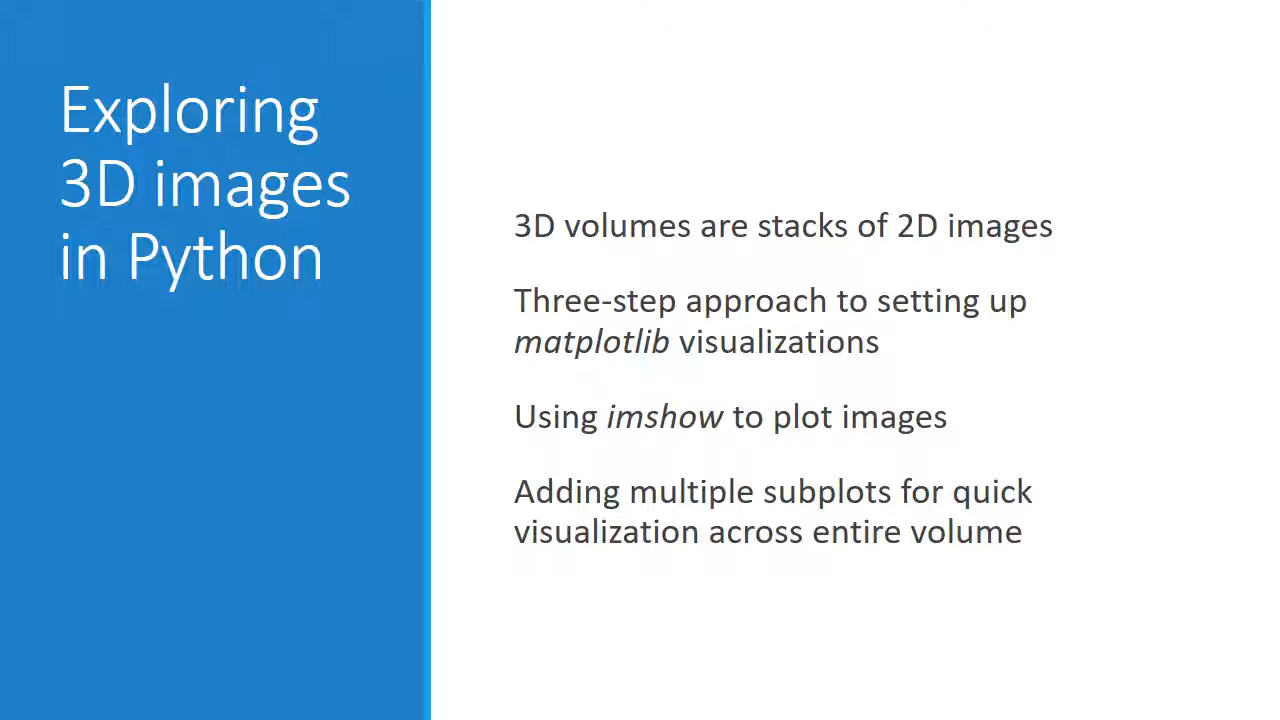 Exploring
3D images
in Python
3D volumes are stacks of 2D images
Three-step approach to setting up
matplotlib visualizations
Using imshow to plot images
Adding multiple subplots for quick
visualization across entire volume